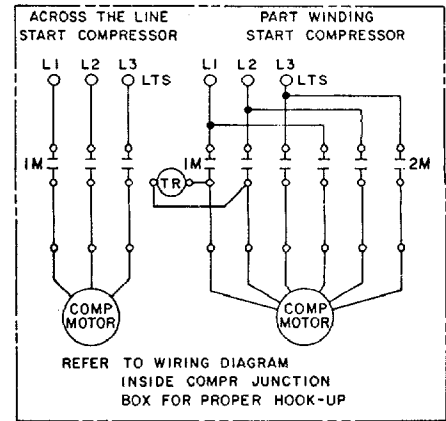 ACROSS THE LINE
START COMPRESSOR
PART WINDING
START COMPRESSOR
L1 L2 L3
LTS
L1 L2 L3
LTS
1M
TR
1M
2M
COMP
MOTOR
COMP
MOTOR
REFER TO WIRING DIAGRAM
INSIDE COMPR JUNCTION
BOX FOR PROPER HOOK-UP